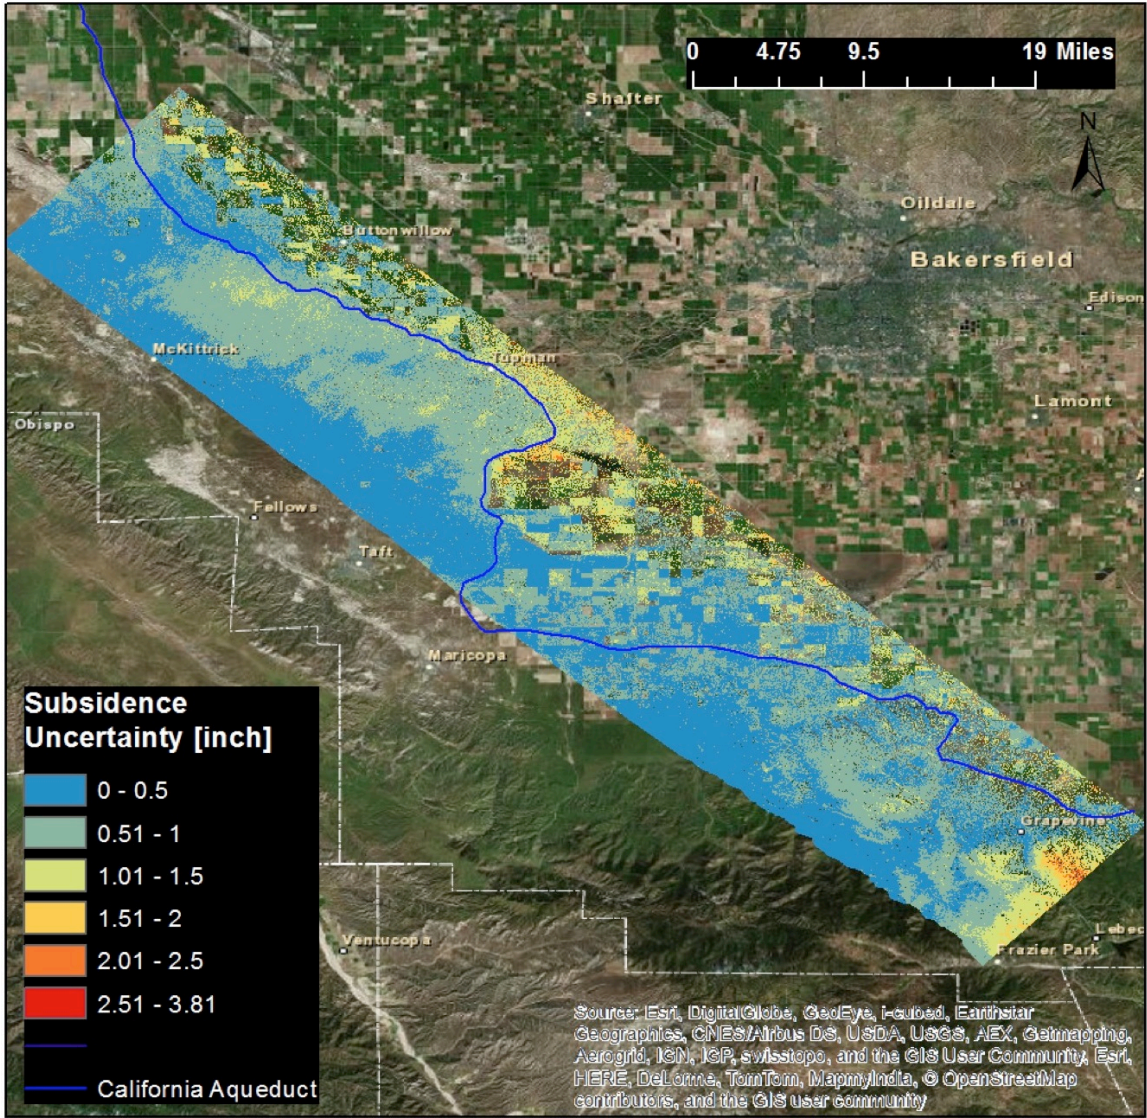 0 4.75 9.5 19 Miles
Shafter
N
Oildale
Buttonwillow
Bakersfield
Edison
McKittrick
Tupman
Lamont
Obispo
A
Fellows
Taft
Maricopa
Subsidence
Uncertainty [inch]
0 - 0.5
0.51 - 1
1.01 - 1.5
1.51 - 2
2.01 - 2.5
2.51 - 3.81
California Aqueduct
Grapevine
Ventucopa
Lebec
Frazier Park
Source: Esri, DigitalGlobe, GeoEye, i-cubed, Earthstar
Geographics, CNES/Airbus DS, USDA, USGS, AEX, Getmapping,
Aerogrid, IGN, IGP, swisstopo, and the GIS User Community, Esri,
HERE, DeLorme, TomTom, MapmyIndia, © OpenStreetMap
contributors, and the GIS user community